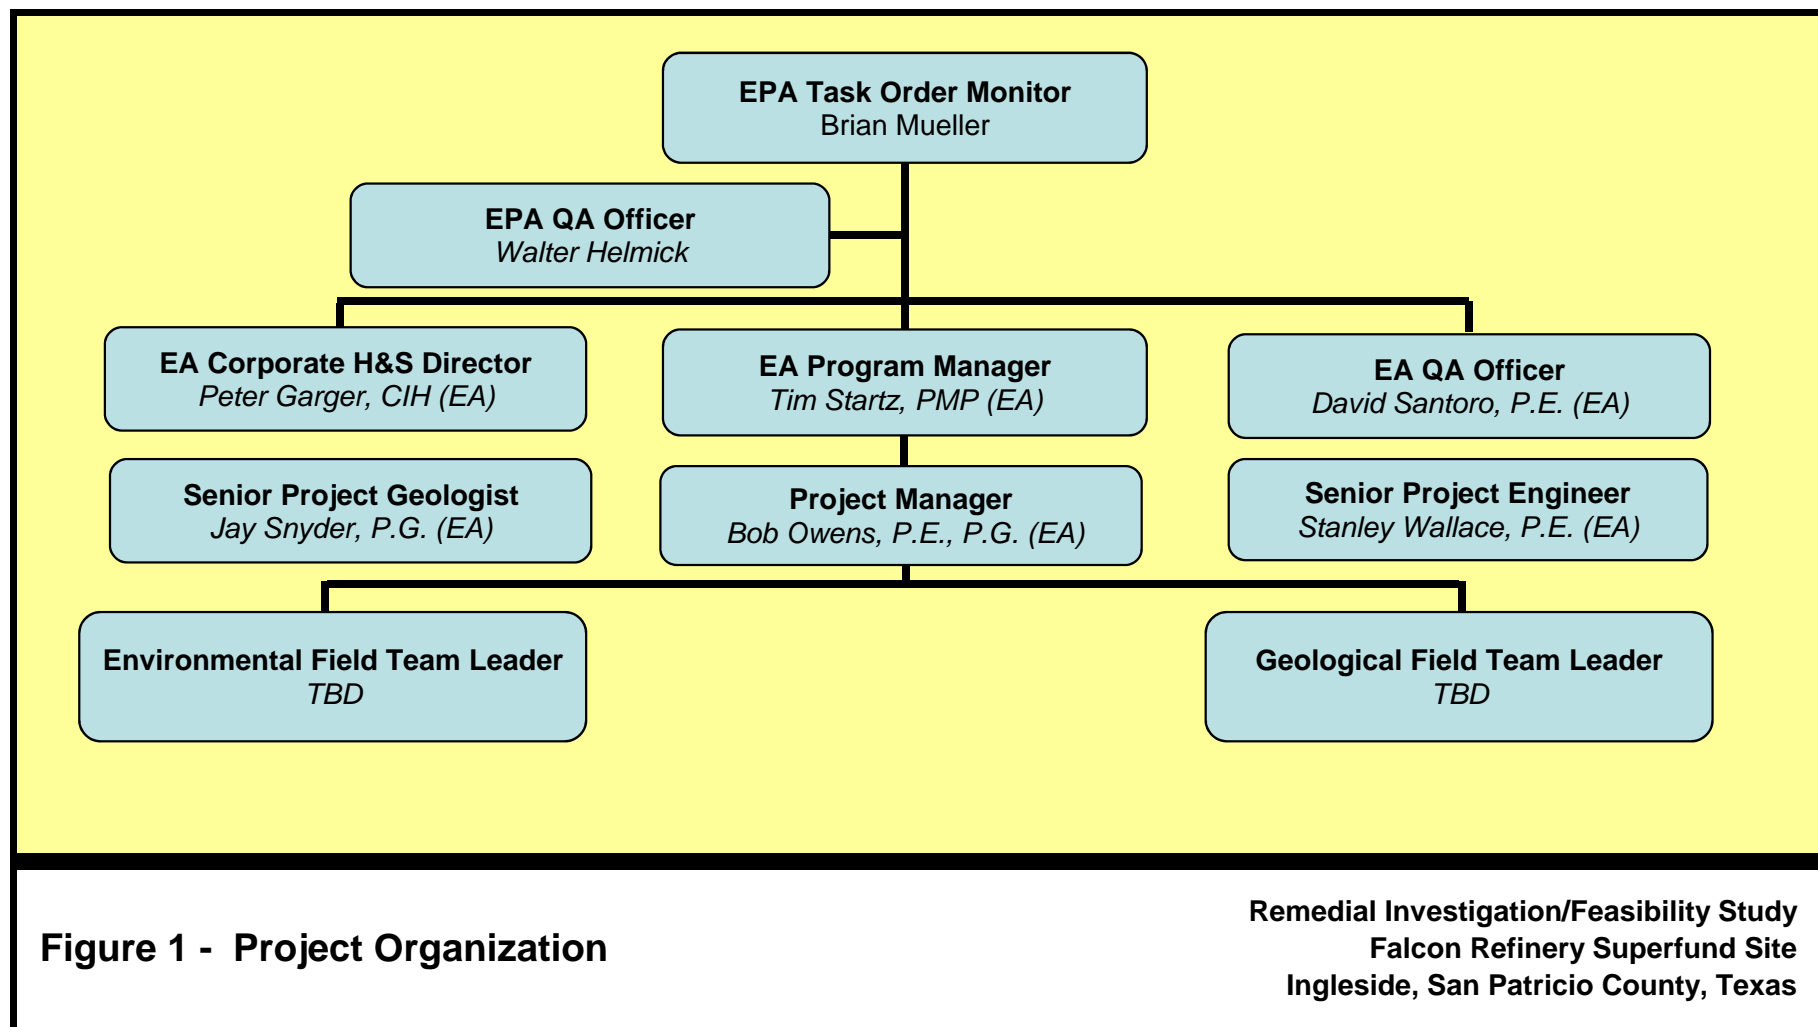 EPA Task Order Monitor
Brian Mueller
EPA QA Officer
Walter Helmick
EA Corporate H&S Director
Peter Garger, CIH (EA)
EA Program Manager
Tim Startz, PMP (EA)
EA QA Officer
David Santoro, P.E. (EA)
Senior Project Geologist
Jay Snyder, P.G. (EA)
Project Manager
Bob Owens, P.E., P.G. (EA)
Senior Project Engineer
Stanley Wallace, P.E. (EA)
Environmental Field Team Leader
TBD
Geological Field Team Leader
TBD
Figure 1 - Project Organization
Remedial Investigation/Feasibility Study
Falcon Refinery Superfund Site
Ingleside, San Patricio County, Texas